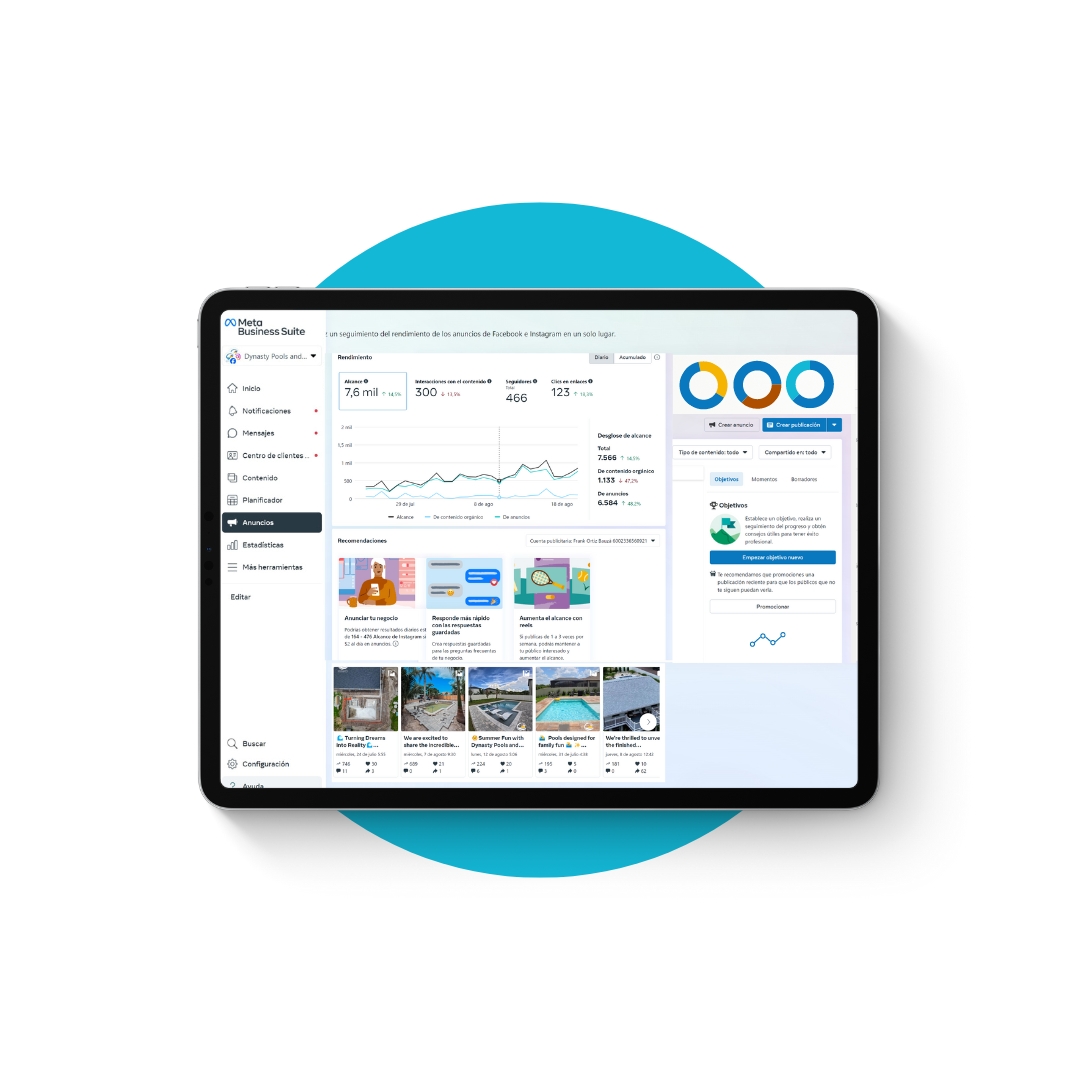 Meta
Business Suite
Dynasty Pools and...
Inicio
Notificaciones
Mensajes
Centro de clientes...
Contenido
Planificador
Anuncios
Estadísticas
Más herramientas
Editar
Buscar
Configuración
Ayuda
un seguimiento del rendimiento de los anuncios de Facebook e Instagram en un solo lugar.
Rendimiento
Diario Acumulado
Alcance
7,6 mil ↑ 14,5%
Interacciones con el contenido
300 ↓ 11,5%
Seguidores
Total
466
Clics en enlaces
123
2 mil
1,5 mil
1 mil
500
0
29 de jul 8 de ago 18 de ago
Alcance De contenido orgánico De anuncios
Desglose de alcance
Total
7.566 ↑ 14,5%
De contenido orgánico
1.133 ↓ 47,2%
De anuncios
6.584 ↑ 48,2%
Recomendaciones
Cuenta publicitaria: Frank Ortiz
Anunciar tu negocio
Podrías obtener resultados diarios est
de 164 - 476 Alcance de Instagram si
$2 al día en anuncios.
Responde más rápido
con las respuestas
guardadas
Crea respuestas guardadas
para las preguntas frecuentes
de tu negocio.
Aumenta el alcance con
reels
Si publicas de 1 a 3 veces por
semana, podrás mantener a
tu público interesado y
aumentar el alcance.
Turning Dreams
into Reality
miércoles, 24 de julio 5:55
746 30
11 3
We are excited to
share the incredible...
miércoles, 7 de agosto 9:30
689 21
0 1
Summer Fun with
Dynasty Pools and...
lunes, 12 de agosto 5:58
224 20
6 1
Pools designed for
family fun
miércoles, 31 de julio 4:34
195 5
3 0
We're thrilled to unve
the finished...
jueves, 8 de agosto 12:42
181 10
0 62
Crear anuncio
Crear publicación
Tipo de contenido: todo
Compartido en: todo
Objetivos Momentos Borradores
Objetivos
Establece un objetivo, realiza un
seguimiento del progreso y obtén
consejos útiles para tener éxito
profesional.
Empezar objetivo nuevo
Te recomendamos que promociones una
publicación reciente para que los públicos que no
te siguen puedan verla.
Promocionar